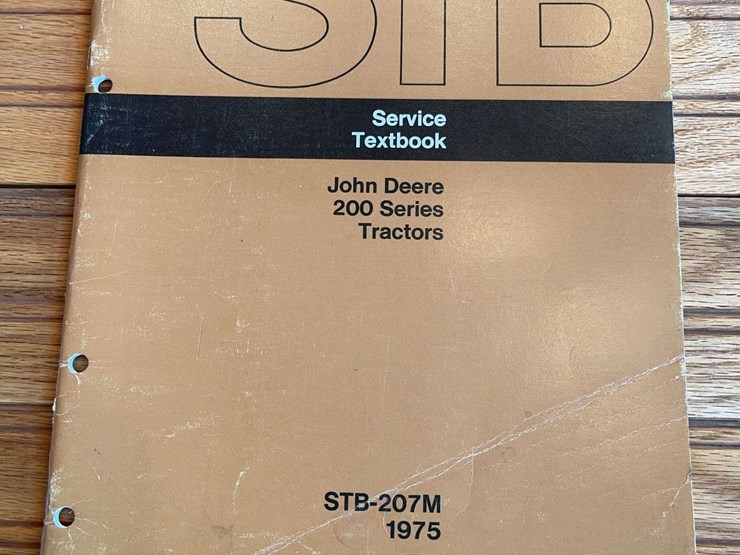 STB
Service
Textbook
John Deere
200 Series
Tractors
STB-207M
1975